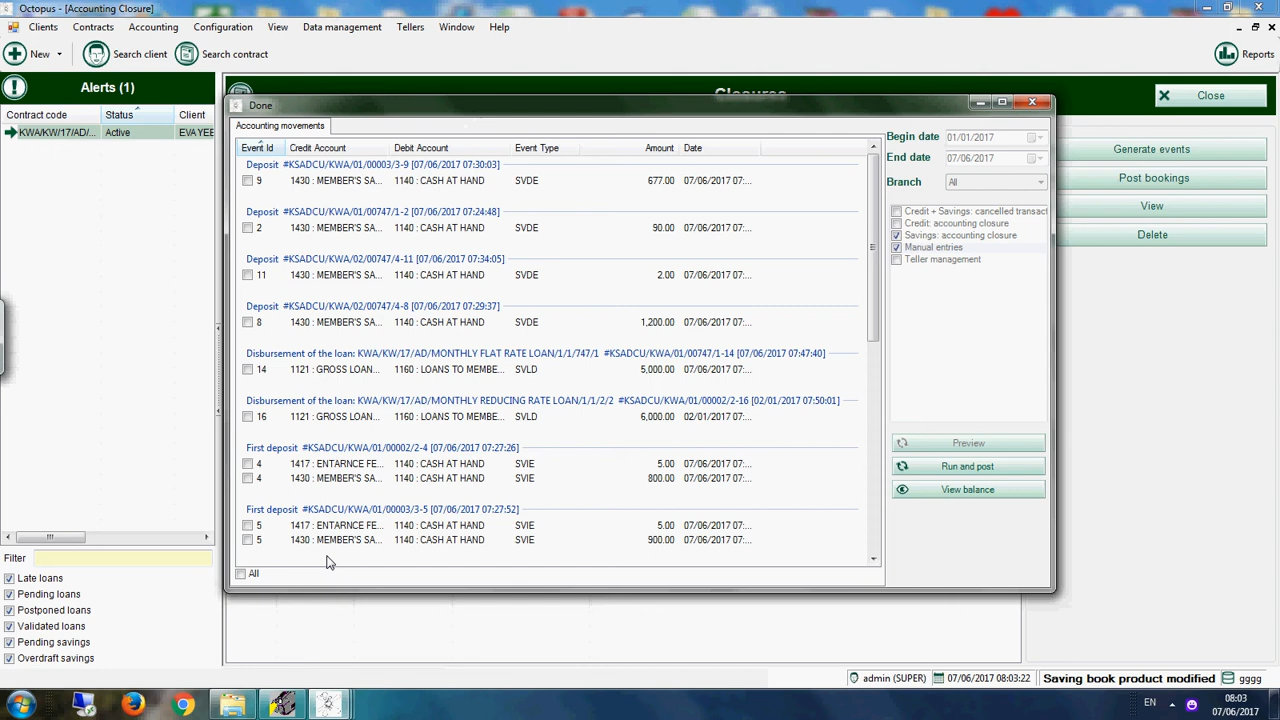 Octopus - [Accounting Closure]
Clients Contracts Accounting Configuration View Data management Tellers Window Help
New Search client Search contract Reports
Alerts (1)
Contract code Status Client
KWA/KW/17/AD/... Active EVA YEE
Closures
Close
Generate events
Post bookings
View
Delete
Done
Accounting movements
Event Id Credit Account Debit Account Event Type Amount Date
Deposit #KSADCU/KWA/01/00003/3-9 [07/06/2017 07:30:03]
9 1430 : MEMBER'S SA... 1140 : CASH AT HAND SVDE 677.00 07/06/2017 07:...
Deposit #KSADCU/KWA/01/00747/1-2 [07/06/2017 07:24:48]
2 1430 : MEMBER'S SA... 1140 : CASH AT HAND SVDE 90.00 07/06/2017 07:...
Deposit #KSADCU/KWA/02/00747/4-11 [07/06/2017 07:34:05]
11 1430 : MEMBER'S SA... 1140 : CASH AT HAND SVDE 2.00 07/06/2017 07:...
Deposit #KSADCU/KWA/02/00747/4-8 [07/06/2017 07:29:37]
8 1430 : MEMBER'S SA... 1140 : CASH AT HAND SVDE 1,200.00 07/06/2017 07:...
Disbursement of the loan: KWA/KW/17/AD/MONTHLY FLAT RATE LOAN/1/1/747/1 #KSADCU/KWA/01/00747/1-14 [07/06/2017 07:47:40]
14 1121 : GROSS LOAN... 1160 : LOANS TO MEMBE... SVLD 5,000.00 07/06/2017 07:...
Disbursement of the loan: KWA/KW/17/AD/MONTHLY REDUCING RATE LOAN/1/1/2/2 #KSADCU/KWA/01/00002/2-16 [02/01/2017 07:50:01]
16 1121 : GROSS LOAN... 1160 : LOANS TO MEMBE... SVLD 6,000.00 02/01/2017 07:...
First deposit #KSADCU/KWA/01/00002/2-4 [07/06/2017 07:27:26]
4 1417 : ENTARNCE FE... 1140 : CASH AT HAND SVIE 5.00 07/06/2017 07:...
4 1430 : MEMBER'S SA... 1140 : CASH AT HAND SVIE 800.00 07/06/2017 07:...
First deposit #KSADCU/KWA/01/00003/3-5 [07/06/2017 07:27:52]
5 1417 : ENTARNCE FE... 1140 : CASH AT HAND SVIE 5.00 07/06/2017 07:...
5 1430 : MEMBER'S SA... 1140 : CASH AT HAND SVIE 900.00 07/06/2017 07:...
All
Begin date 01/01/2017
End date 07/06/2017
Branch All
Credit + Savings: cancelled transact
Credit: accounting closure
Savings: accounting closure
Manual entries
Teller management
Preview
Run and post
View balance
Filter
Late loans
Pending loans
Postponed loans
Validated loans
Pending savings
Overdraft savings
admin (SUPER) 07/06/2017 08:03:22 Saving book product modified gggg
EN 08:03
07/06/2017